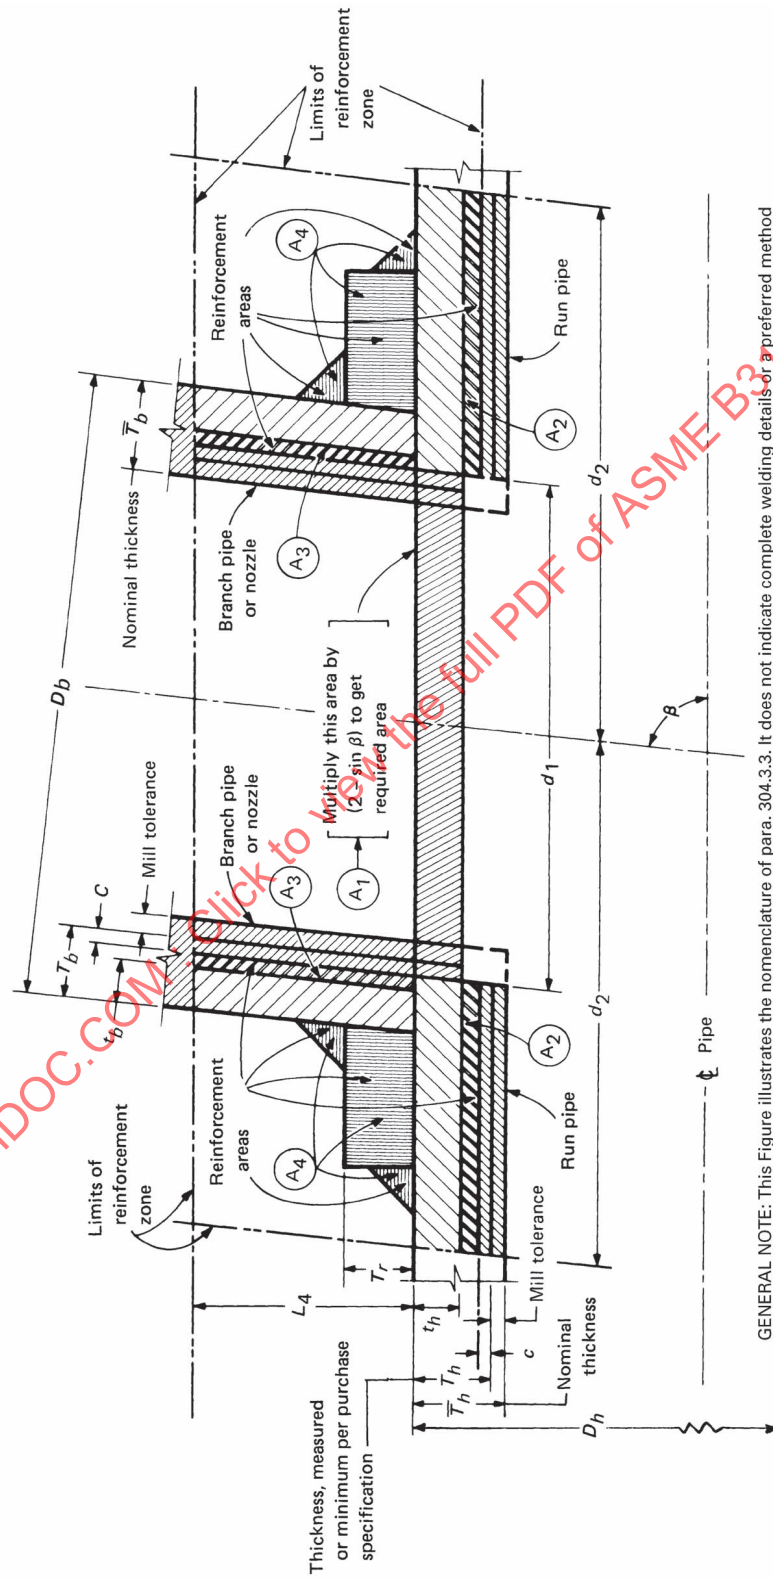 Limits of
reinforcement
zone
Thickness, measured
or minimum per purchase
specification
L4
Tr
th
Th
T̅h
c
Mill tolerance
Nominal
thickness
Dh
Reinforcement
areas
A4
Run pipe
A2
d2
tb
Tb
c
Mill tolerance
Branch pipe
or nozzle
A3
Db
A1
Multiply this area by
(2 – sin β) to get
required area
d1
β
℄ Pipe
Nominal thickness
T̅b
Branch pipe
or nozzle
A3
Reinforcement
areas
A4
A2
Run pipe
d2
Limits of
reinforcement
zone
GENERAL NOTE: This Figure illustrates the nomenclature of para. 304.3.3. It does not indicate complete welding details or a preferred method
DOC.COM : Click to view the full PDF of ASME B31